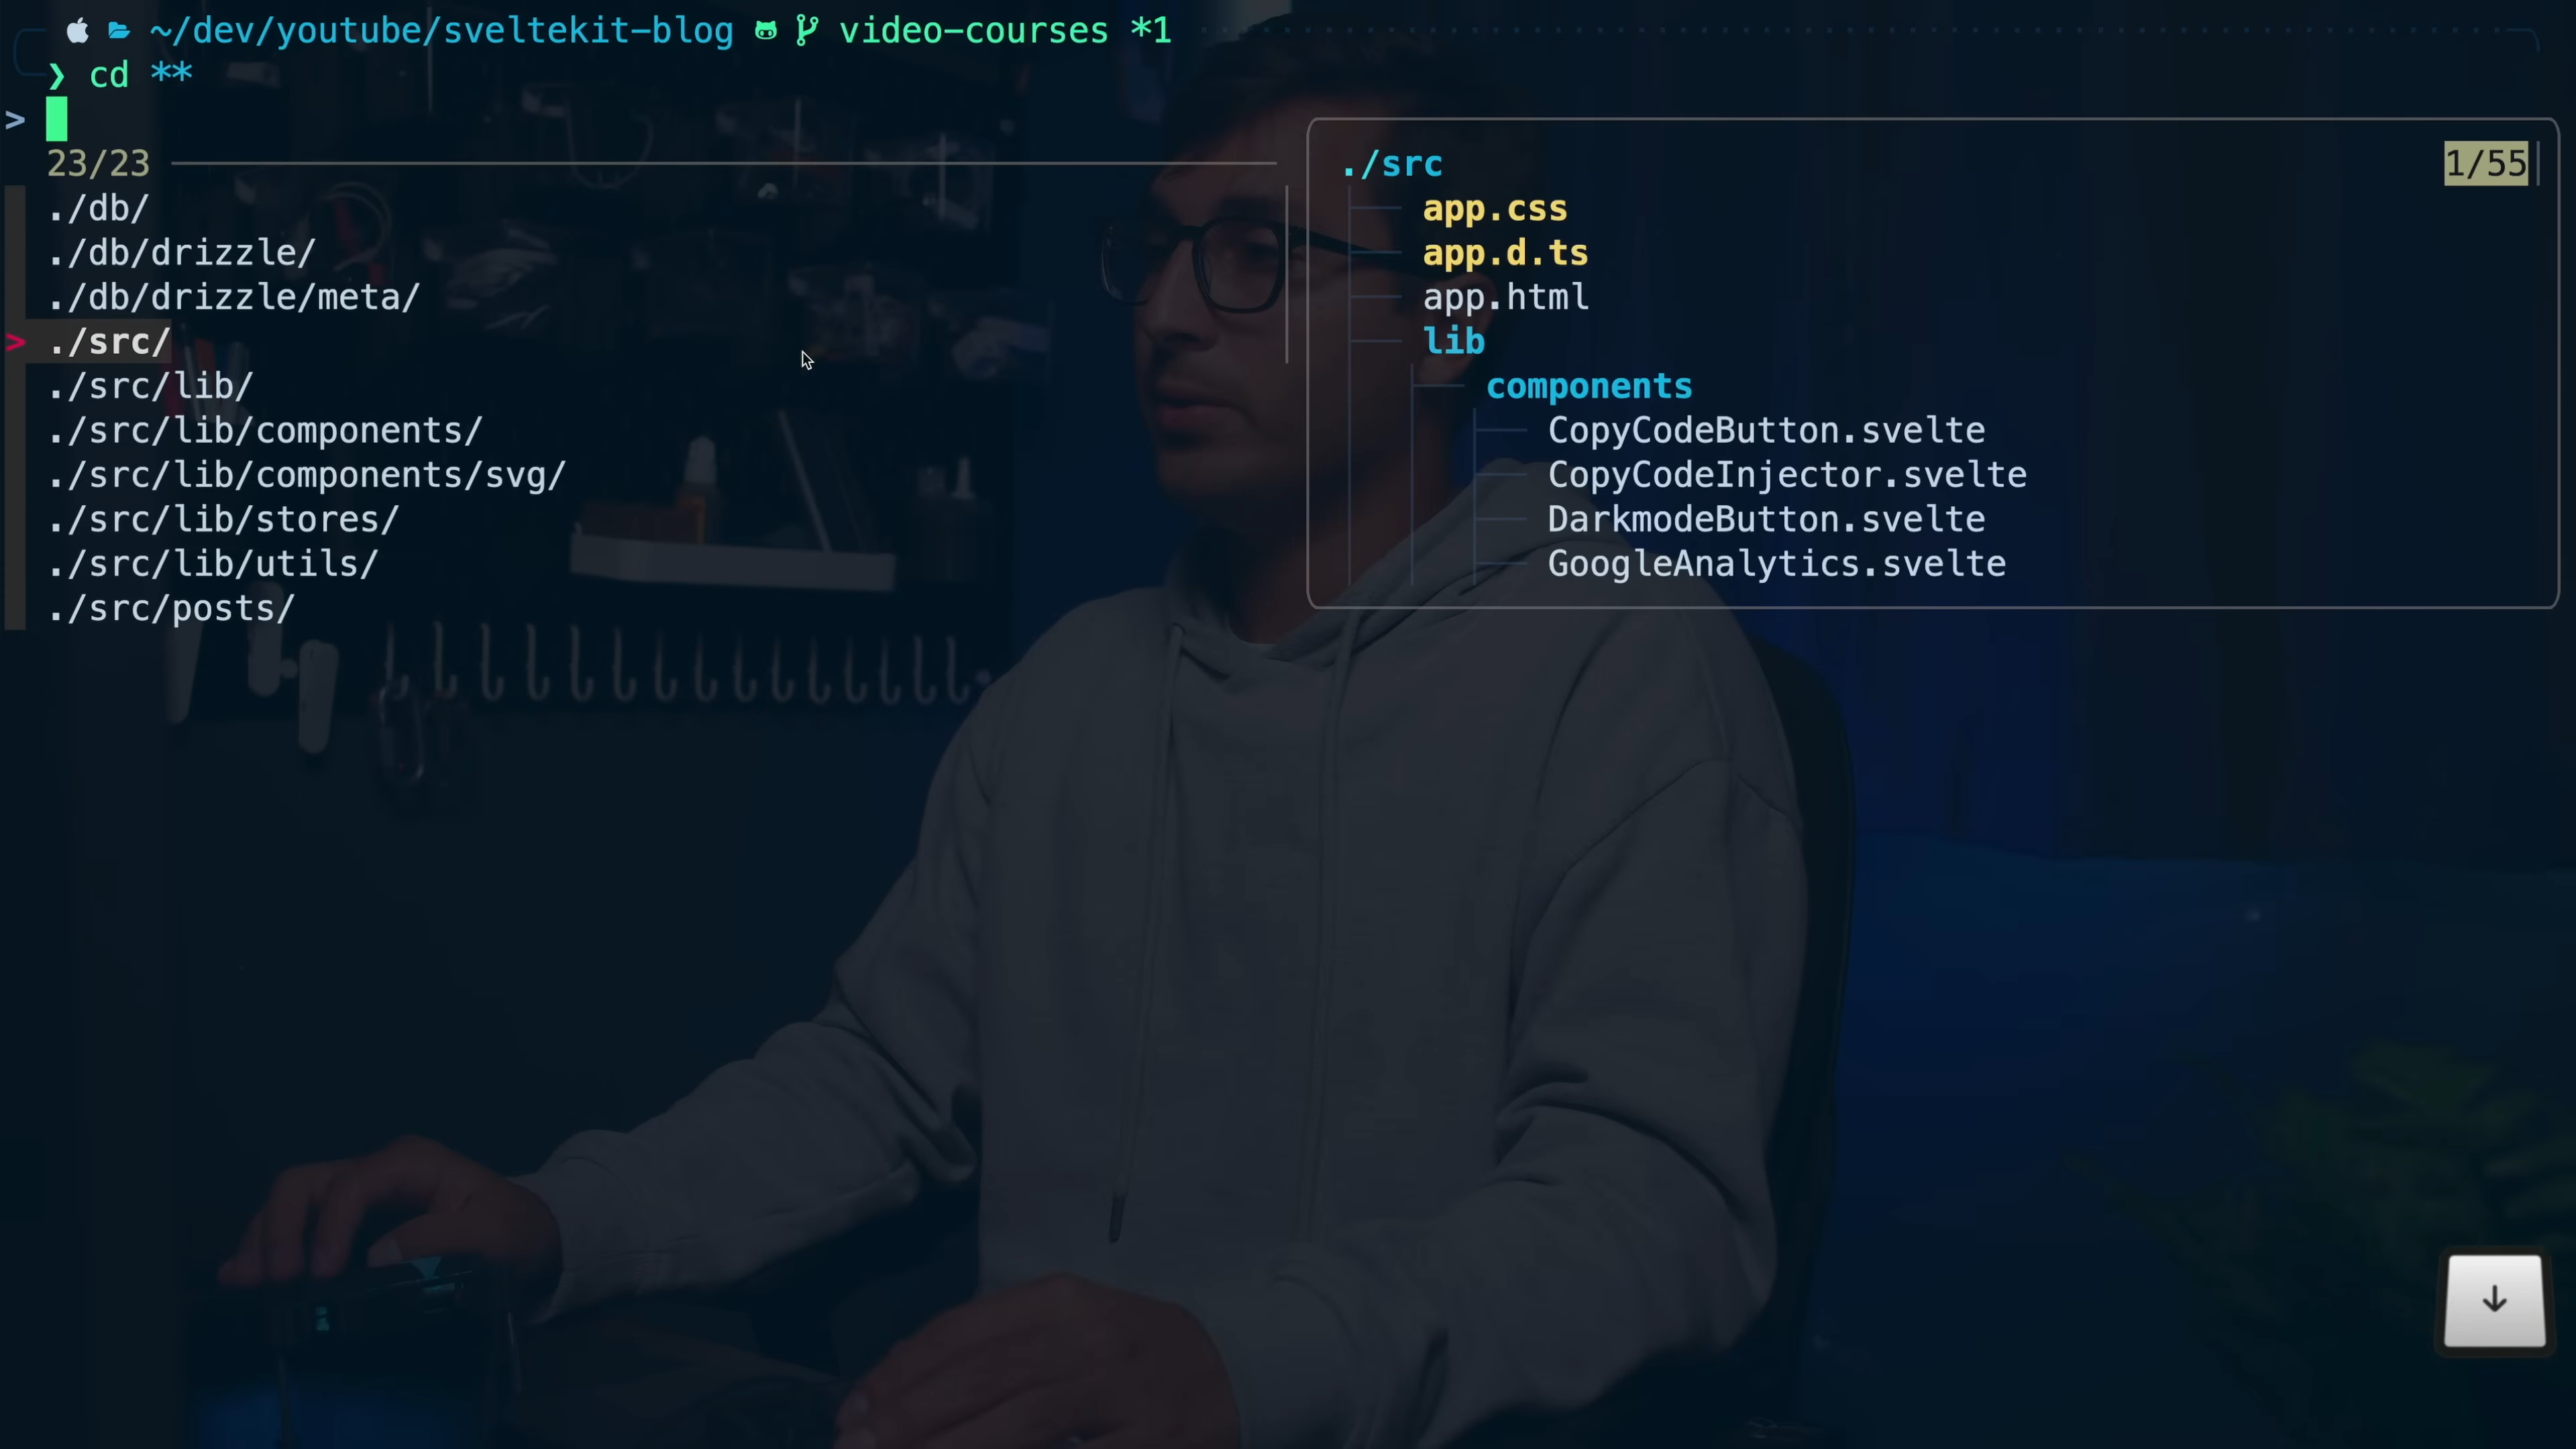 ~/dev/youtube/sveltekit-blog video-courses *1
❯ cd **
>
23/23
./db/
./db/drizzle/
./db/drizzle/meta/
> ./src/
./src/lib/
./src/lib/components/
./src/lib/components/svg/
./src/lib/stores/
./src/lib/utils/
./src/posts/
./src 1/55
app.css
app.d.ts
app.html
lib
components
CopyCodeButton.svelte
CopyCodeInjector.svelte
DarkmodeButton.svelte
GoogleAnalytics.svelte
↓